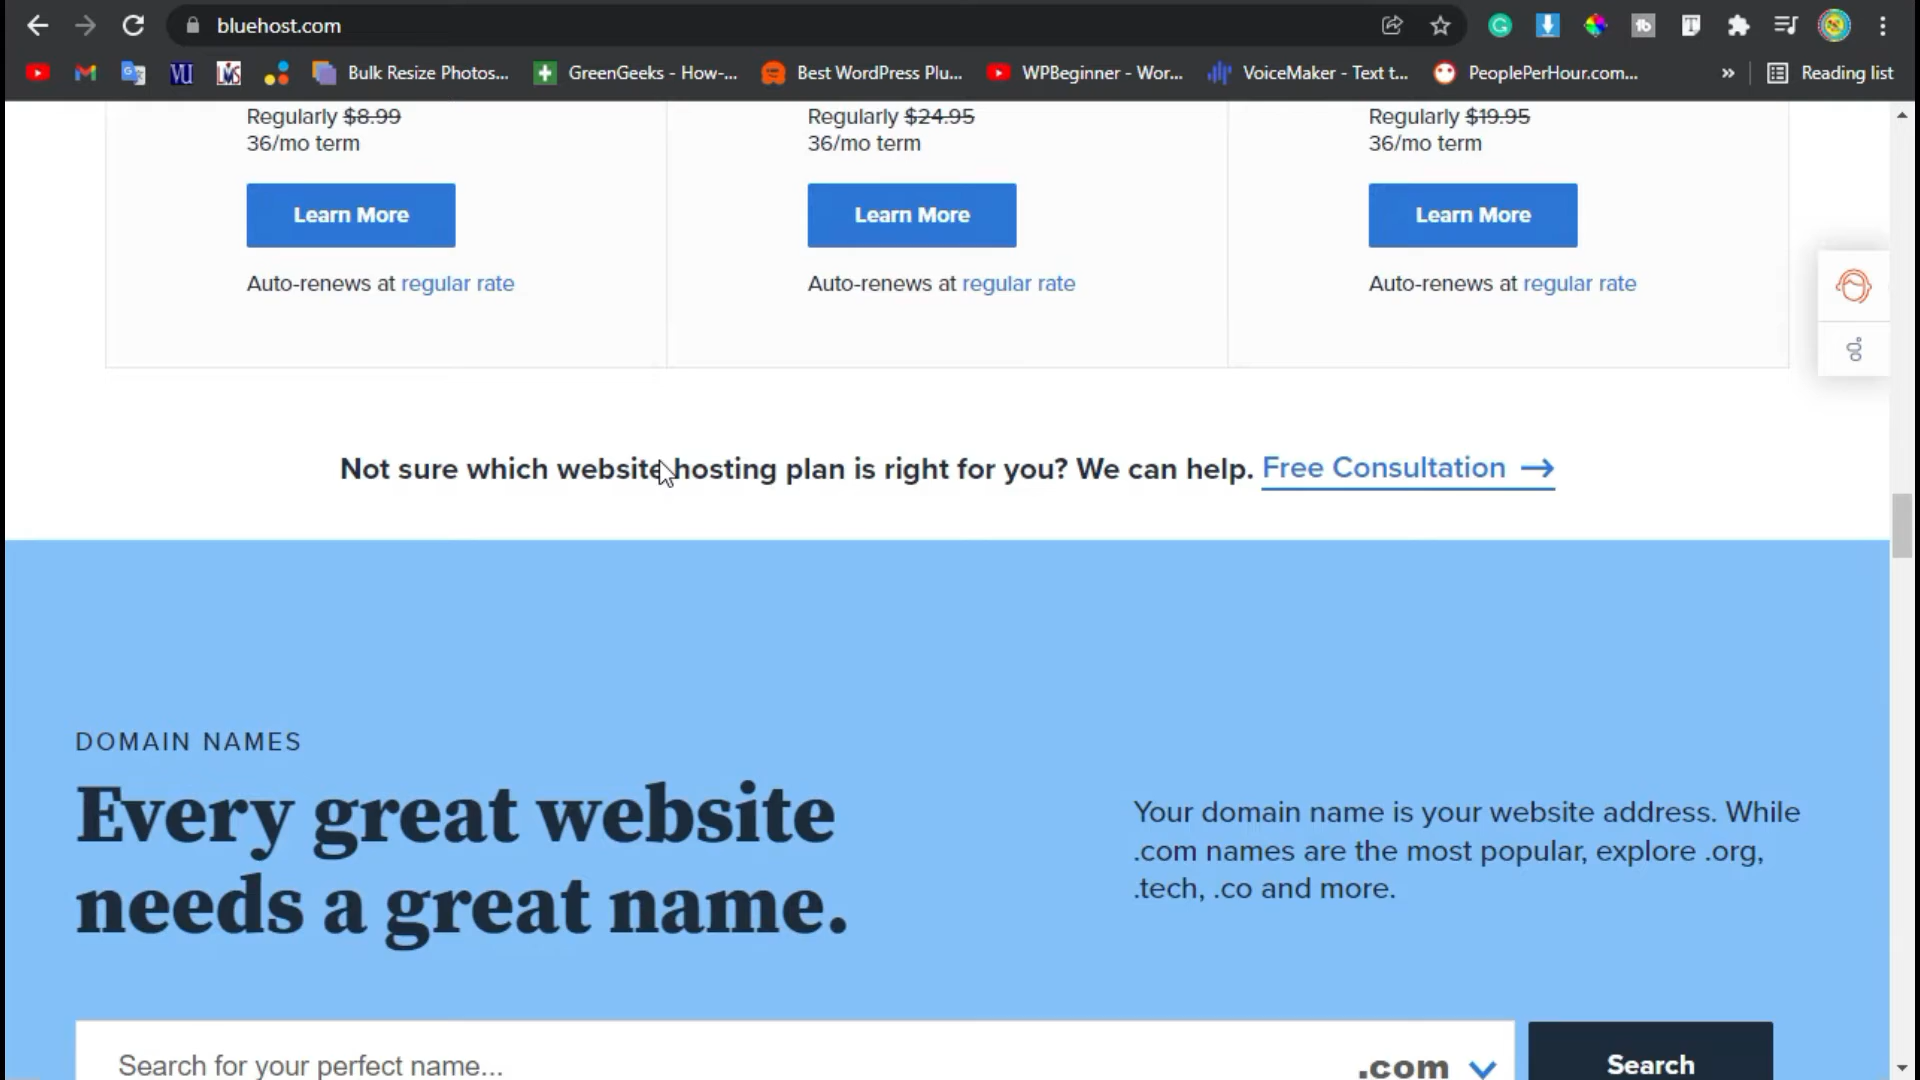 bluehost.com
Bulk Resize Photos... GreenGeeks - How-... Best WordPress Plu... WPBeginner - Wor... VoiceMaker - Text t... PeoplePerHour.com... » Reading list
Regularly $8.99 Regularly $24.95 Regularly $19.95
36/mo term 36/mo term 36/mo term
Learn More Learn More Learn More
Auto-renews at regular rate Auto-renews at regular rate Auto-renews at regular rate
Not sure which website hosting plan is right for you? We can help. Free Consultation →
DOMAIN NAMES
Every great website
needs a great name.
Your domain name is your website address. While
.com names are the most popular, explore .org,
.tech, .co and more.
Search for your perfect name... .com Search